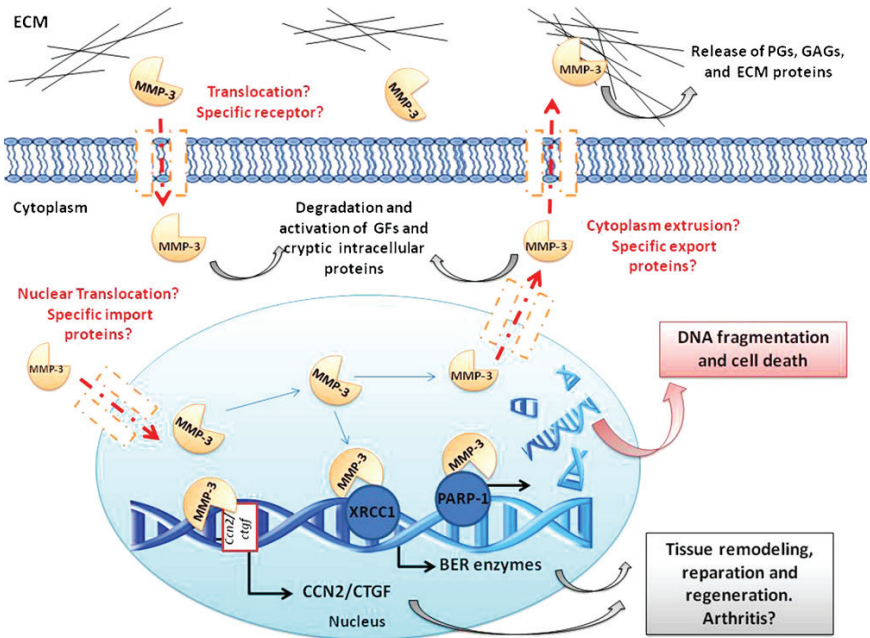 ECM
MMP-3
MMP-3
MMP-3
Translocation?
Specific receptor?
Release of PGs, GAGs,
and ECM proteins
Cytoplasm
MMP-3
Degradation and
activation of GFs and
cryptic intracellular
proteins
MMP-3
Cytoplasm extrusion?
Specific export
proteins?
Nuclear Translocation?
Specific import
proteins?
MMP-3
MMP-3
MMP-3
MMP-3
DNA fragmentation
and cell death
MMP-3
Ccn2/
ctgf
MMP-3
XRCC1
MMP-3
PARP-1
BER enzymes
CCN2/CTGF
Nucleus
Tissue remodeling,
reparation and
regeneration.
Arthritis?